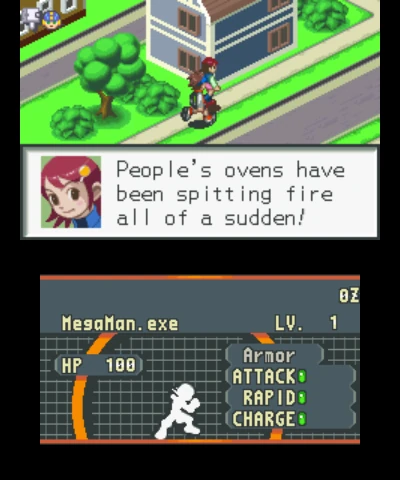 People's ovens have
been spitting fire
all of a sudden!
0Z
MegaMan.exe LV. 1
HP 100
Armor
ATTACK
RAPID
CHARGE